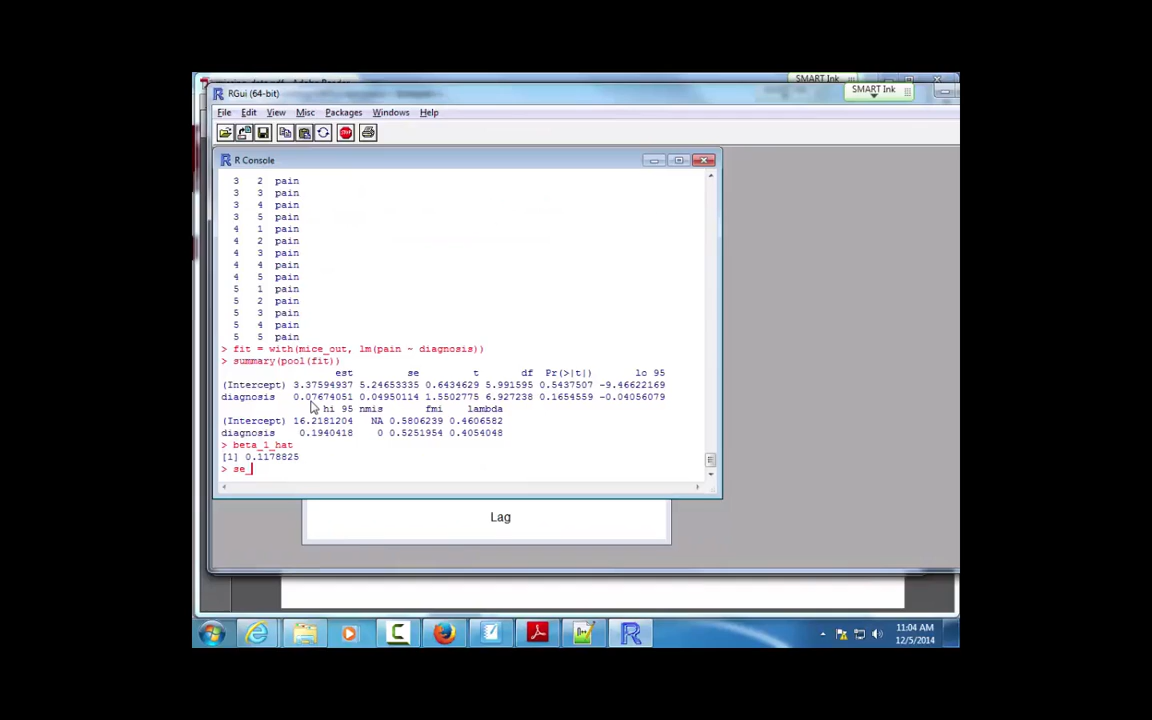 SMART Ink
RGui (64-bit)
SMART Ink
File Edit View Misc Packages Windows Help
STOP
R Console
3 2 pain
3 3 pain
3 4 pain
3 5 pain
4 1 pain
4 2 pain
4 3 pain
4 4 pain
4 5 pain
5 1 pain
5 2 pain
5 3 pain
5 4 pain
5 5 pain
> fit = with(mice_out, lm(pain ~ diagnosis))
> summary(pool(fit))
est se t df Pr(>|t|) lo 95
(Intercept) 3.37594937 5.24653335 0.6434629 5.991595 0.5437507 -9.46622169
diagnosis 0.07674051 0.04950114 1.5502775 6.927238 0.1654559 -0.04056079
hi 95 nmis fmi lambda
(Intercept) 16.2181204 NA 0.5806239 0.4606582
diagnosis 0.1940418 0 0.5251954 0.4054048
> beta_1_hat
[1] 0.1178825
> se_
Lag
11:04 AM
12/5/2014